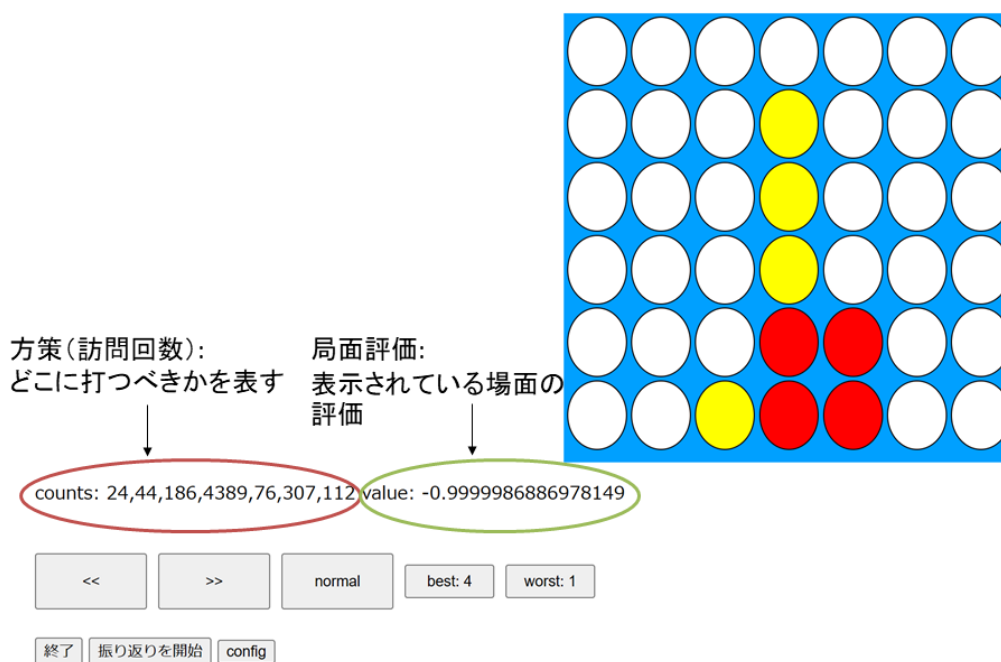 方策(訪問回数):
どこに打つべきかを表す
局面評価:
表示されている場面の
評価
counts: 24,44,186,4389,76,307,112 value: -0.9999986886978149
<<
>>
normal
best: 4
worst: 1
終了
振り返りを開始
config